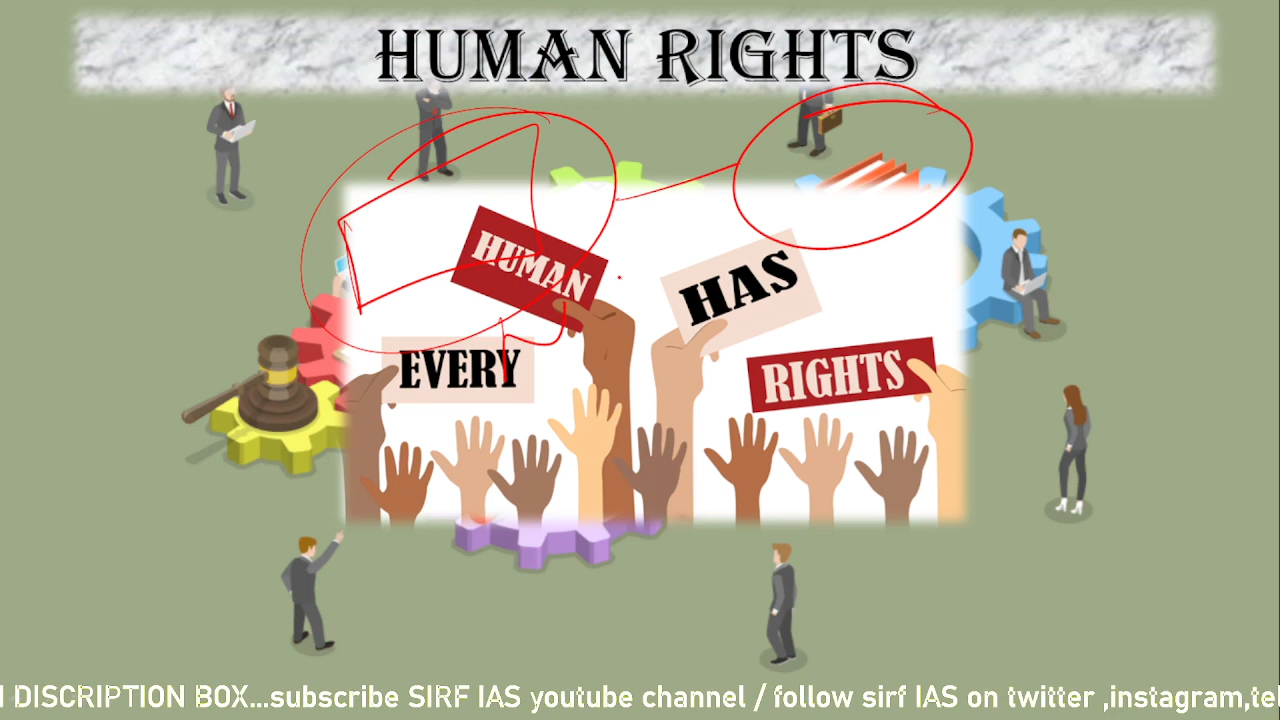 HUMAN RIGHTS
HUMAN
HAS
EVERY
RIGHTS
DISCRIPTION BOX...subscribe SIRF IAS youtube channel / follow sirf IAS on twitter ,instagram,